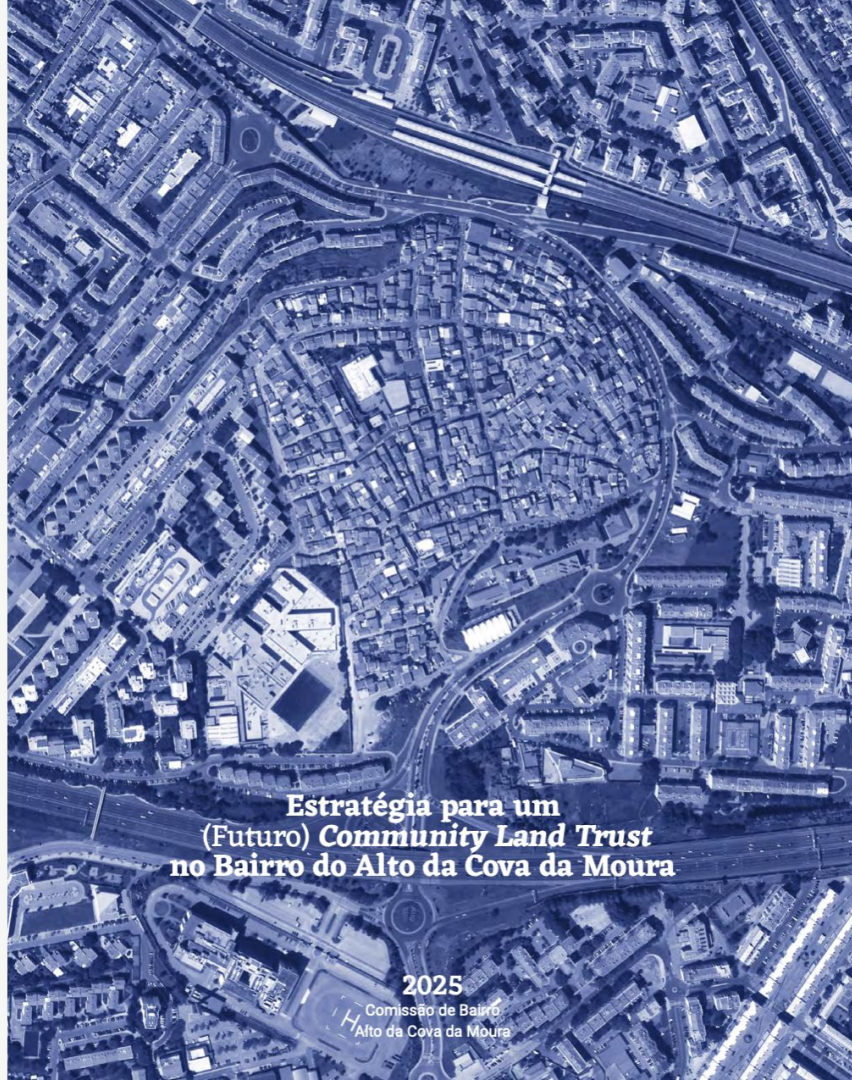 Estratégia para um
(Futuro) Community Land Trust
no Bairro do Alto da Cova da Moura
2025
Comissão de Bairro
Alto da Cova da Moura
H